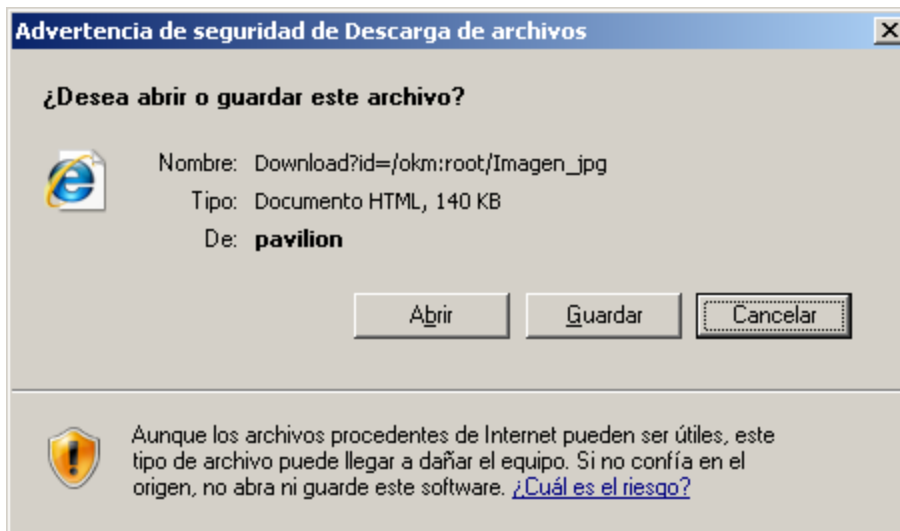 Advertencia de seguridad de Descarga de archivos
¿Desea abrir o guardar este archivo?
Nombre: Download?id=/okm:root/Imagen_jpg
Tipo: Documento HTML, 140 KB
De: pavilion
Abrir Guardar Cancelar
Aunque los archivos procedentes de Internet pueden ser útiles, este
tipo de archivo puede llegar a dañar el equipo. Si no confía en el
origen, no abra ni guarde este software. ¿Cuál es el riesgo?